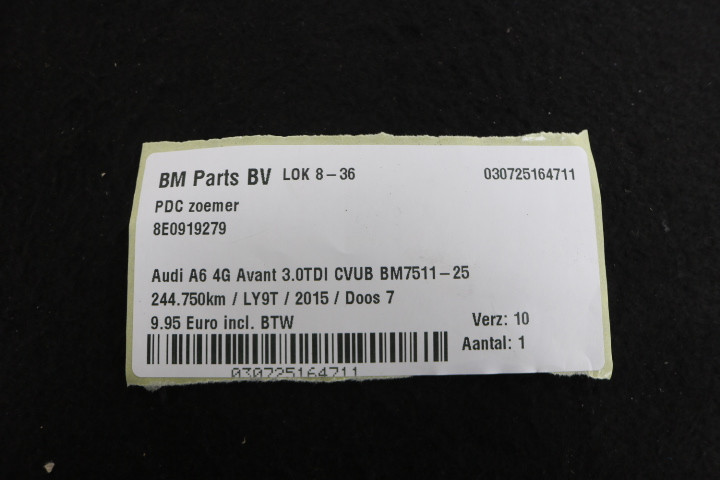 BM Parts BV LOK 8-36 030725164711
PDC zoemer
8E0919279
Audi A6 4G Avant 3.0TDI CVUB BM7511-25
244.750km / LY9T / 2015 / Doos 7
9.95 Euro incl. BTW Verz: 10
Aantal: 1
030725164711